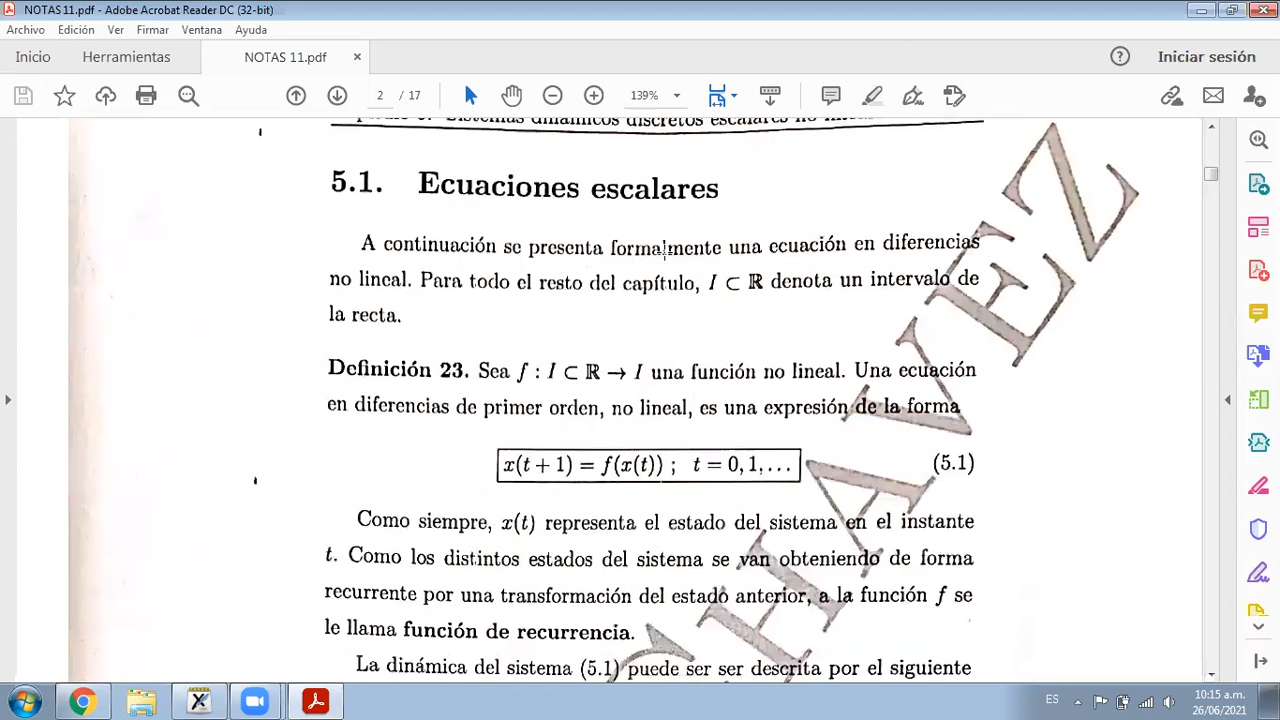 NOTAS 11.pdf - Adobe Acrobat Reader DC (32-bit)
Archivo Edición Ver Firmar Ventana Ayuda
Inicio Herramientas NOTAS 11.pdf × Iniciar sesión
2 / 17 139%
Sistemas dinámicos discretos escalares no
5.1. Ecuaciones escalares
A continuación se presenta formalmente una ecuación en diferencias
no lineal. Para todo el resto del capítulo, I ⊂ ℝ denota un intervalo de
la recta.
Definición 23. Sea f : I ⊂ ℝ → I una función no lineal. Una ecuación
en diferencias de primer orden, no lineal, es una expresión de la forma
x(t + 1) = f(x(t)) ; t = 0, 1, . . . (5.1)
Como siempre, x(t) representa el estado del sistema en el instante
t. Como los distintos estados del sistema se van obteniendo de forma
recurrente por una transformación del estado anterior, a la función f se
le llama función de recurrencia.
La dinámica del sistema (5.1) puede ser ser descrita por el siguiente
CHAVEZ
ES 10:15 a.m.
26/06/2021